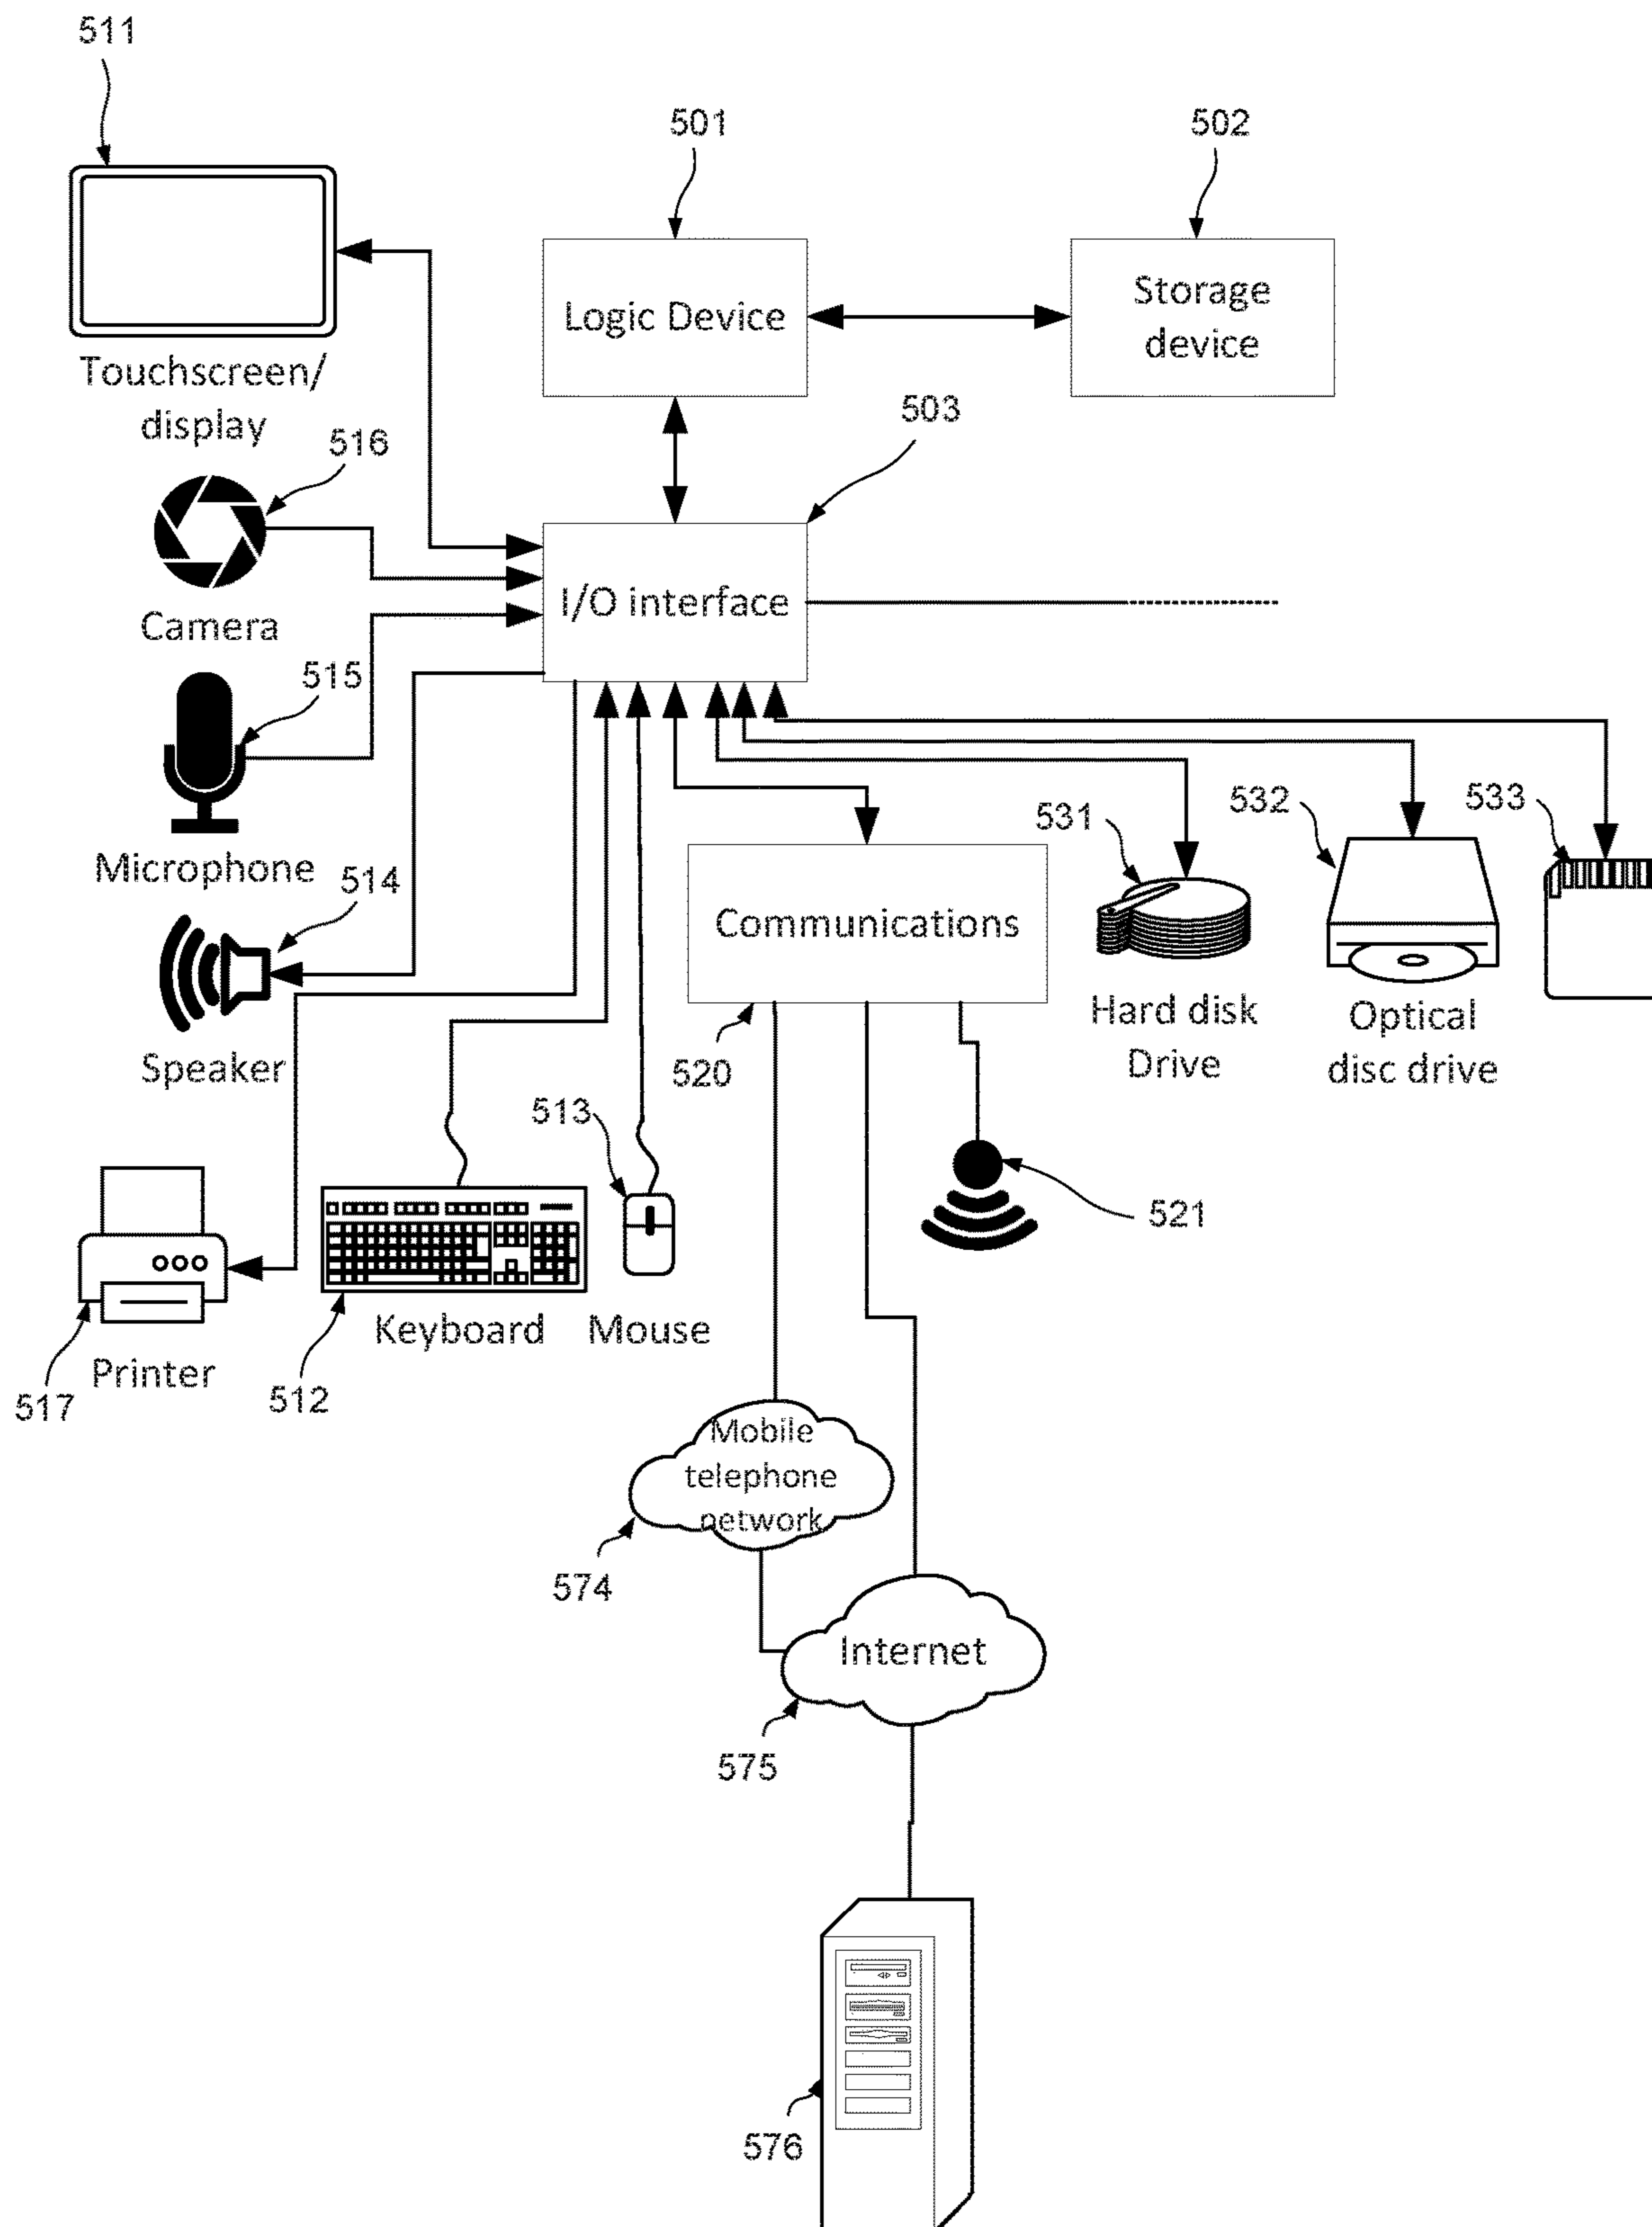 511
501
502
Logic Device
Storage
device
Touchscreen/
display
503
516
I/O interface
Camera
515
531
532
533
Microphone
514
Communications
Hard disk
Drive
Optical
disc drive
Speaker
520
513
521
Keyboard
Mouse
Printer
517
512
Mobile
telephone
network
574
Internet
575
576